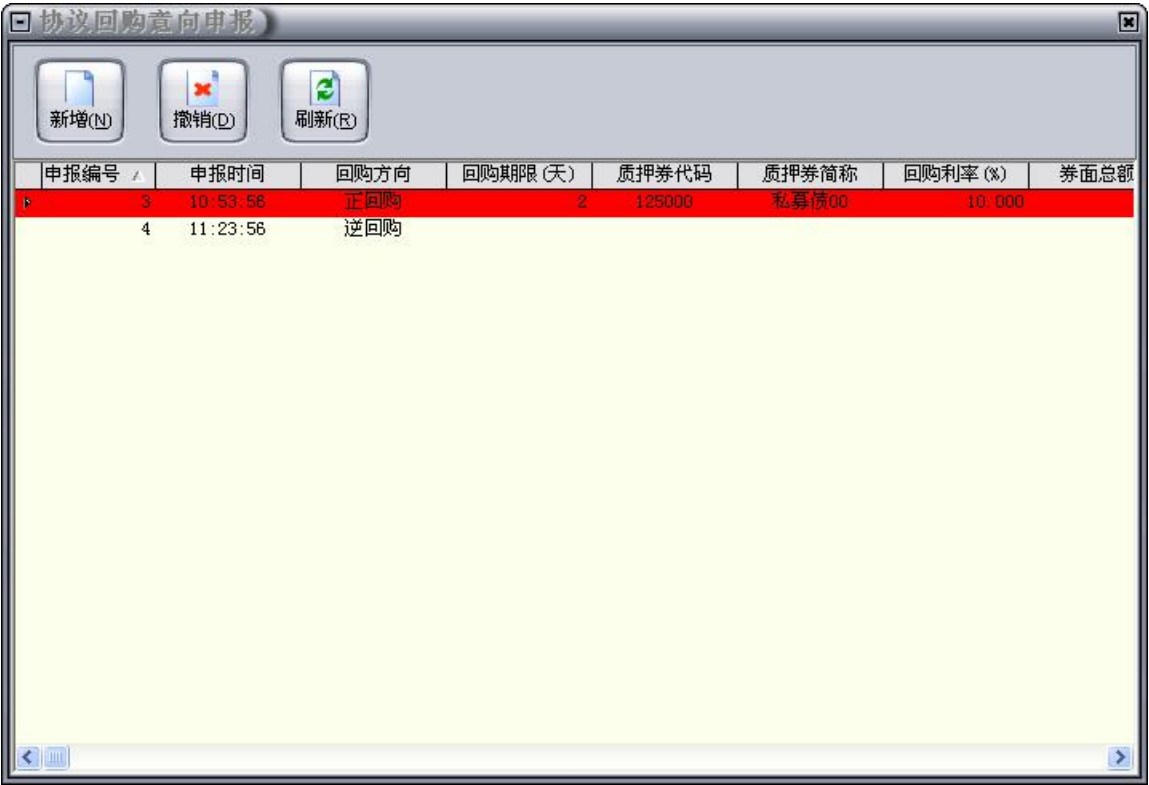 协议回购意向申报
新增(N) 撤销(D) 刷新(R)
申报编号 申报时间 回购方向 回购期限(天) 质押券代码 质押券简称 回购利率(%) 券面总额
3 10:53:56 正回购 2 125000 私募债00 10.000
4 11:23:56 逆回购